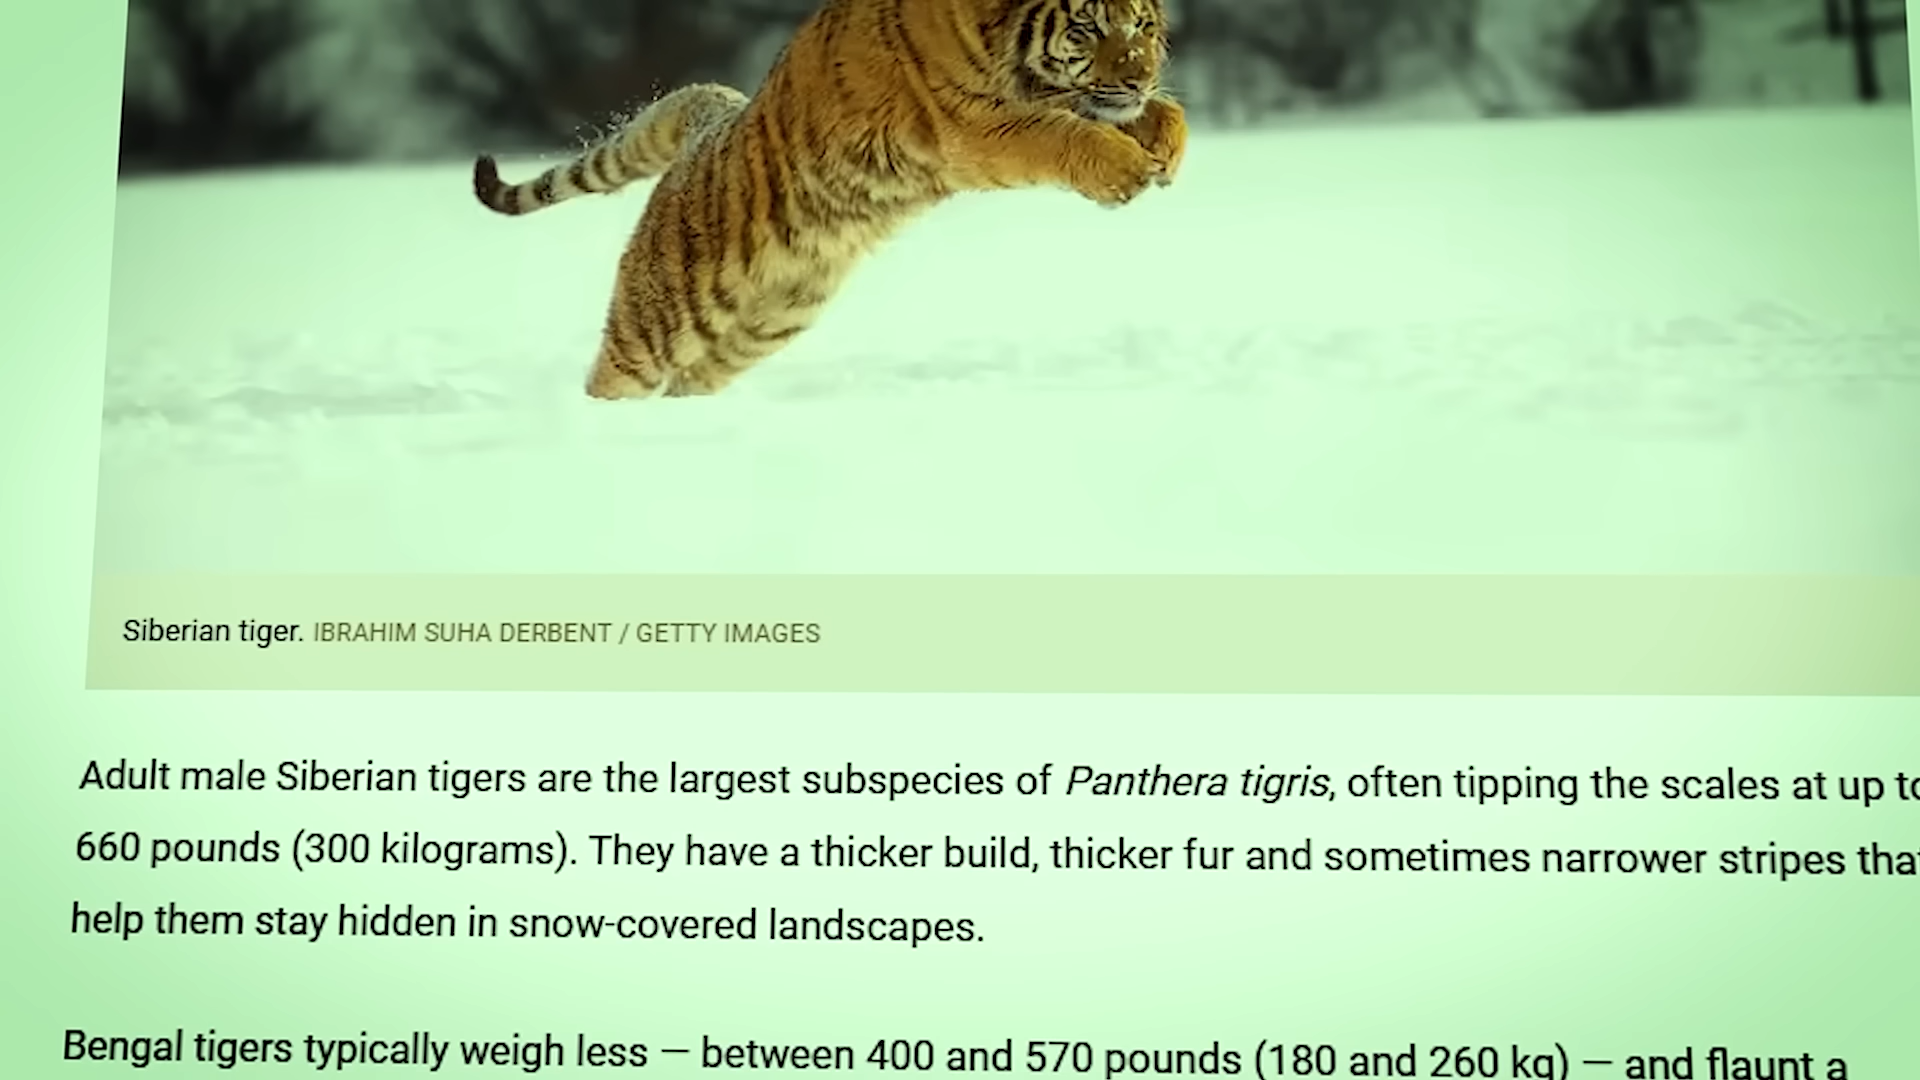 Siberian tiger. IBRAHIM SUHA DERBENT / GETTY IMAGES
Adult male Siberian tigers are the largest subspecies of Panthera tigris, often tipping the scales at up to
660 pounds (300 kilograms). They have a thicker build, thicker fur and sometimes narrower stripes that
help them stay hidden in snow-covered landscapes.
Bengal tigers typically weigh less — between 400 and 570 pounds (180 and 260 kg) — and flaunt a